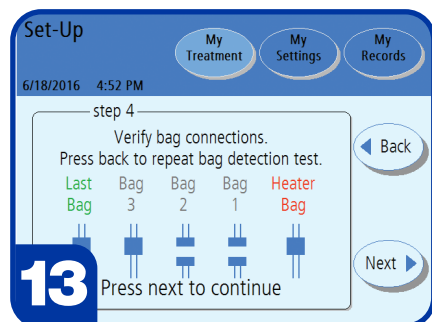 Set-Up
My Treatment
My Settings
My Records
6/18/2016 4:52 PM
step 4
Verify bag connections.
Press back to repeat bag detection test.
Last Bag Bag Bag Heater
Bag 3 2 1 Bag
Back
Next
13
Press next to continue